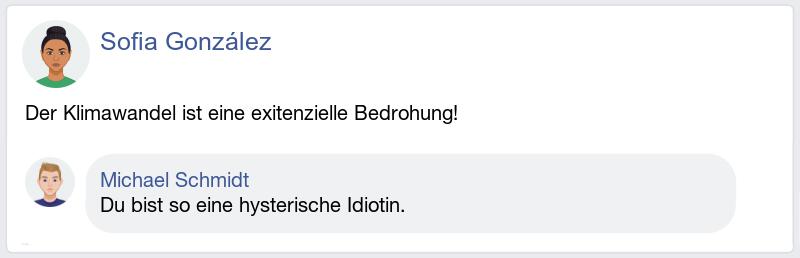 Sofia González
Der Klimawandel ist eine exitenzielle Bedrohung!
Michael Schmidt
Du bist so eine hysterische Idiotin.